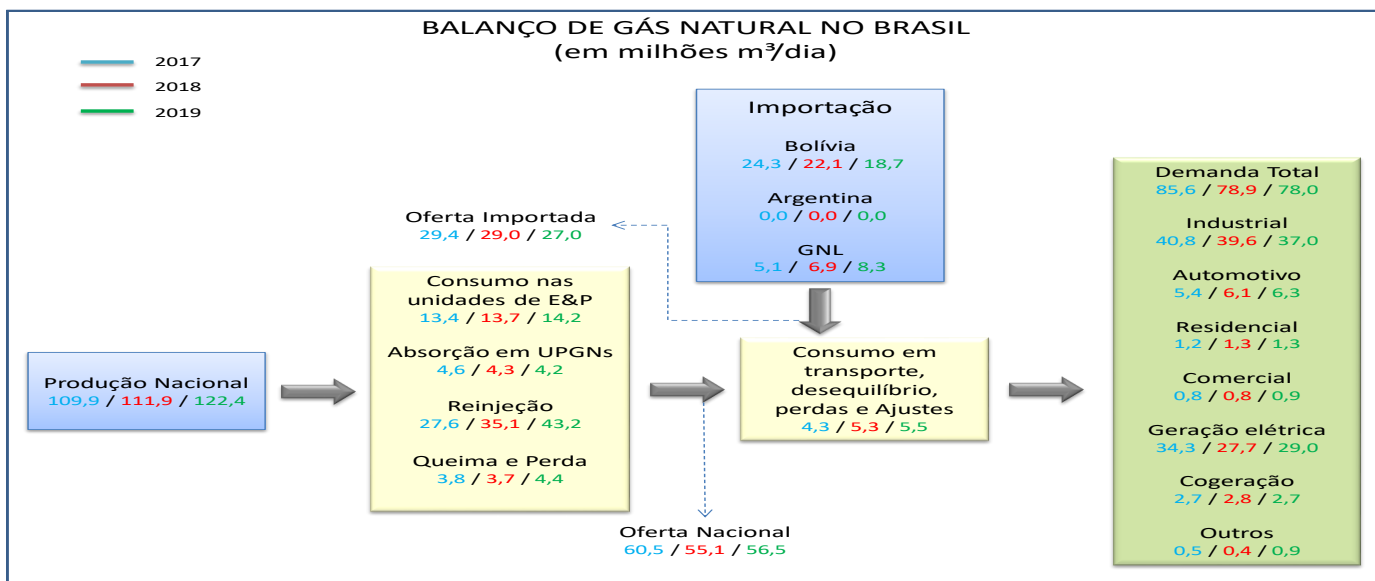 BALANÇO DE GÁS NATURAL NO BRASIL
(em milhões m³/dia)
2017
2018
2019
Importação
Bolívia
24,3 / 22,1 / 18,7
Argentina
0,0 / 0,0 / 0,0
GNL
5,1 / 6,9 / 8,3
Oferta Importada
29,4 / 29,0 / 27,0
Produção Nacional
109,9 / 111,9 / 122,4
Consumo nas
unidades de E&P
13,4 / 13,7 / 14,2
Absorção em UPGNs
4,6 / 4,3 / 4,2
Reinjeção
27,6 / 35,1 / 43,2
Queima e Perda
3,8 / 3,7 / 4,4
Consumo em
transporte,
desequilíbrio,
perdas e Ajustes
4,3 / 5,3 / 5,5
Oferta Nacional
60,5 / 55,1 / 56,5
Demanda Total
85,6 / 78,9 / 78,0
Industrial
40,8 / 39,6 / 37,0
Automotivo
5,4 / 6,1 / 6,3
Residencial
1,2 / 1,3 / 1,3
Comercial
0,8 / 0,8 / 0,9
Geração elétrica
34,3 / 27,7 / 29,0
Cogeração
2,7 / 2,8 / 2,7
Outros
0,5 / 0,4 / 0,9